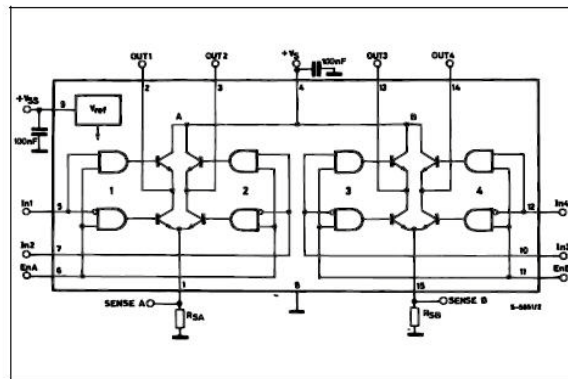 OUT1 OUT2 +Vs OUT3 OUT4
100nF
2 3 4 13 14
+VSS 9 Vref A B
100nF
1 2 3 4
In1 5 12 In4
In2 7 10 In3
EnA 6 11 EnB
1 8 15
SENSE A SENSE B
RSA RSB